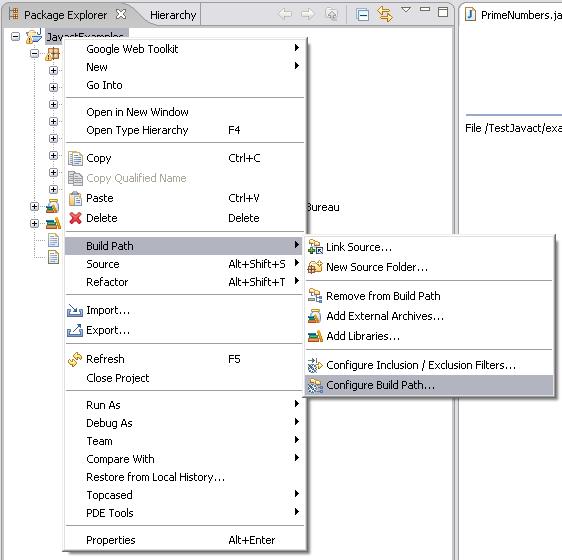 Package Explorer
Hierarchy
PrimeNumbers.ja
JavactExamples
File /TestJavact/exa
Bureau
Google Web Toolkit
New
Go Into
Open in New Window
Open Type Hierarchy F4
Copy Ctrl+C
Copy Qualified Name
Paste Ctrl+V
Delete Delete
Build Path
Source Alt+Shift+S
Refactor Alt+Shift+T
Import...
Export...
Refresh F5
Close Project
Run As
Debug As
Team
Compare With
Restore from Local History...
Topcased
PDE Tools
Properties Alt+Enter
Link Source...
New Source Folder...
Remove from Build Path
Add External Archives...
Add Libraries...
Configure Inclusion / Exclusion Filters...
Configure Build Path...